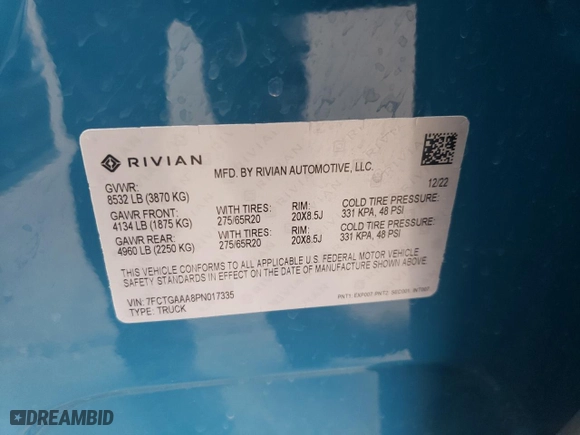 RIVIAN
MFD. BY RIVIAN AUTOMOTIVE, LLC.
12/22
GVWR:
8532 LB (3870 KG)
GAWR FRONT: WITH TIRES: RIM: COLD TIRE PRESSURE:
4134 LB (1875 KG) 275/65R20 20X8.5J 331 KPA, 48 PSI
GAWR REAR: WITH TIRES: RIM: COLD TIRE PRESSURE:
4960 LB (2250 KG) 275/65R20 20X8.5J 331 KPA, 48 PSI
THIS VEHICLE CONFORMS TO ALL APPLICABLE U.S. FEDERAL MOTOR VEHICLE
SAFETY STANDARDS IN EFFECT ON THE DATE OF MANUFACTURE SHOWN ABOVE.
VIN: 7FCTGAAA8PN017335
TYPE: TRUCK
PNT1: EXP001 PNT2:
DREAMBID